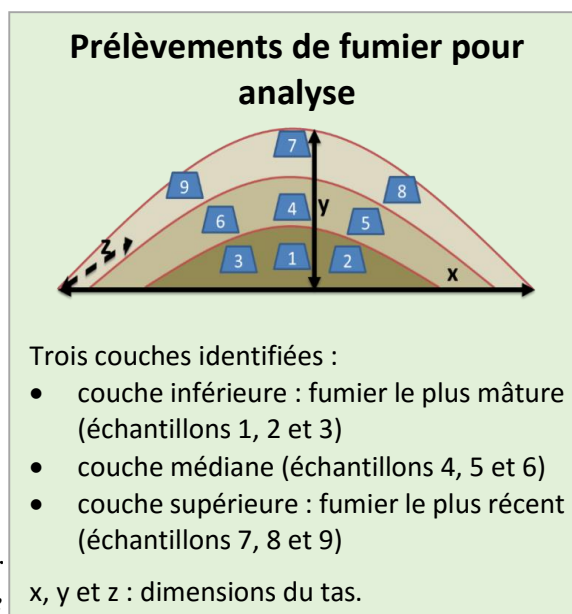 Prélèvements de fumier pour
analyse
7
9
8
4
y
6
5
z
3
1
2
x
Trois couches identifiées :
• couche inférieure : fumier le plus mâture
(échantillons 1, 2 et 3)
• couche médiane (échantillons 4, 5 et 6)
• couche supérieure : fumier le plus récent
(échantillons 7, 8 et 9)
x, y et z : dimensions du tas.